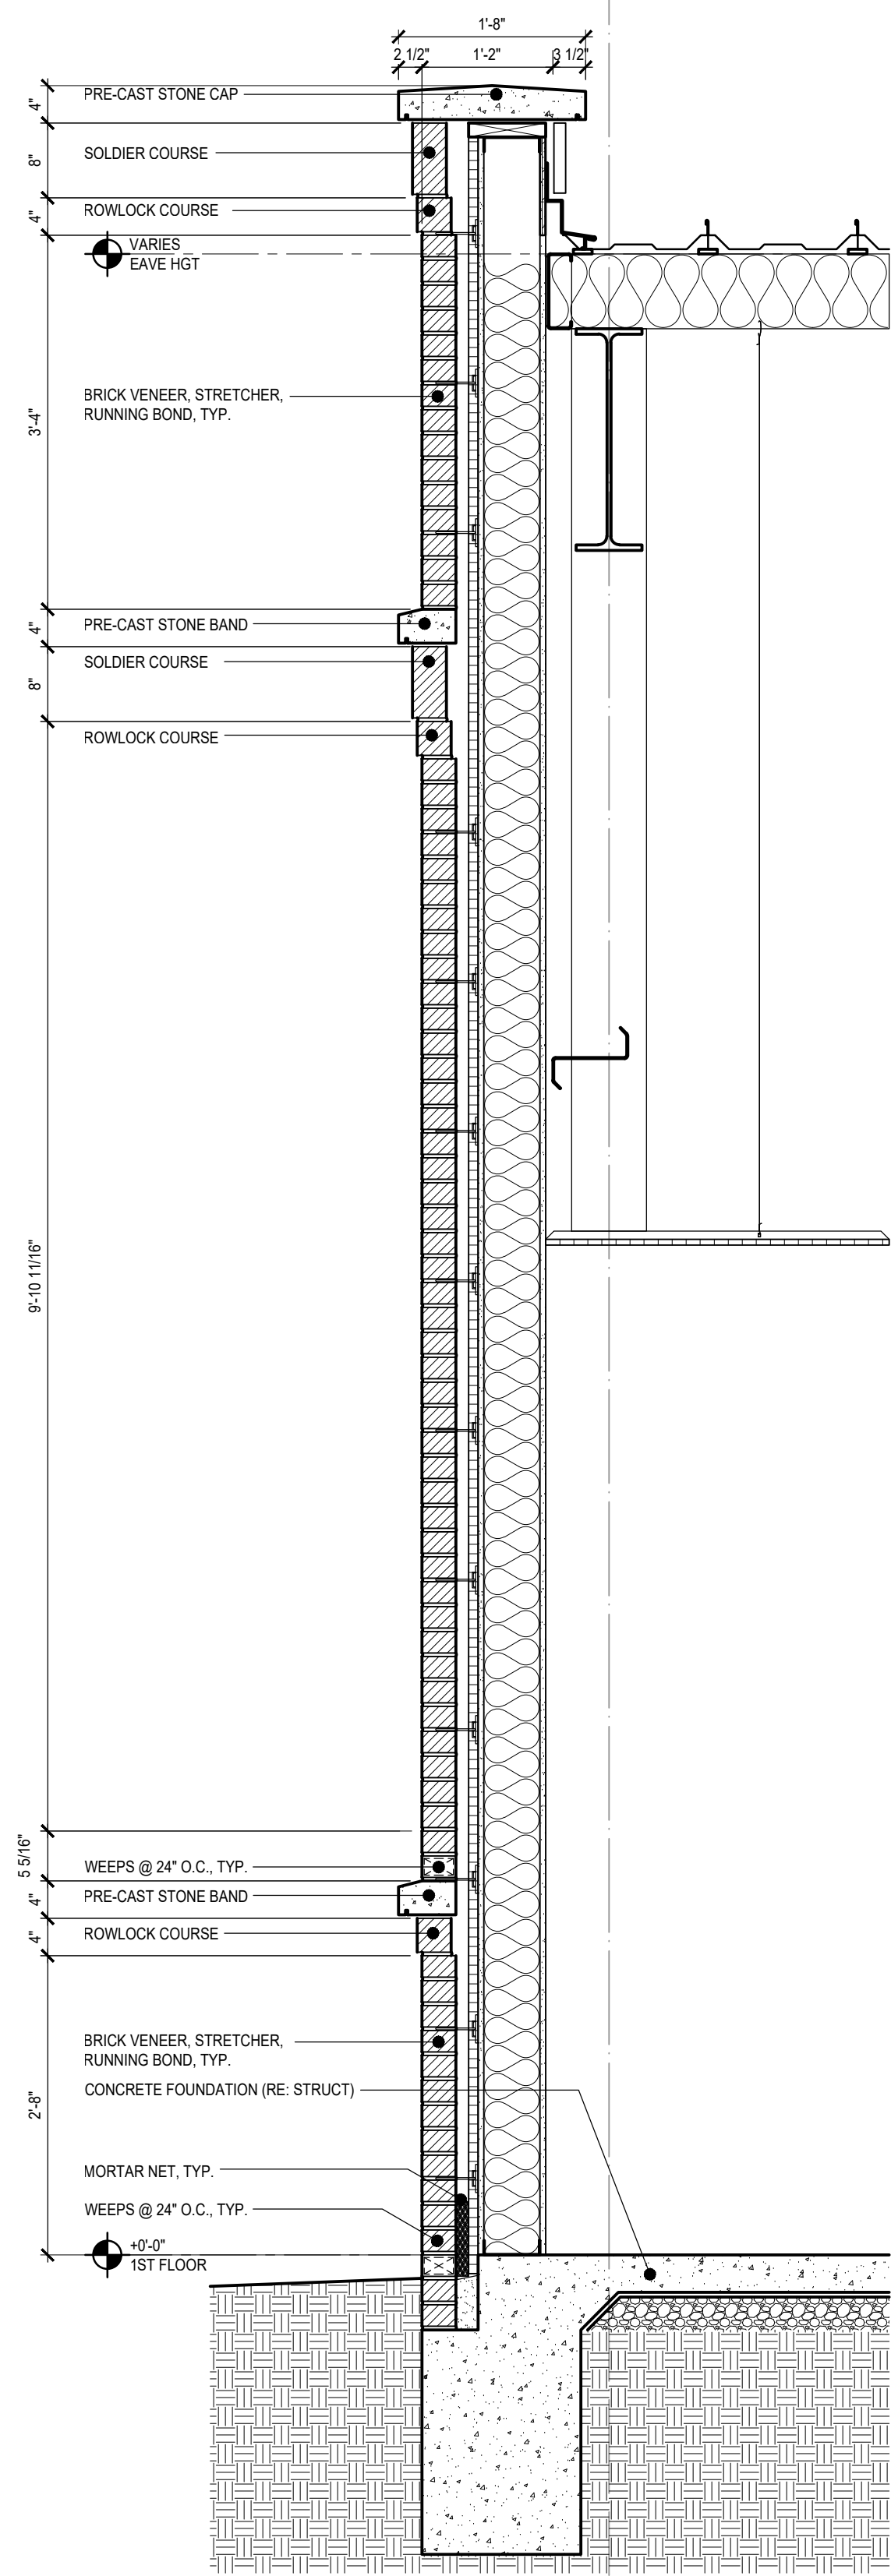 1'-8"
2 1/2"
1'-2"
3 1/2"
4"
PRE-CAST STONE CAP
8"
SOLDIER COURSE
4"
ROWLOCK COURSE
VARIES
EAVE HGT
3'-4"
BRICK VENEER, STRETCHER,
RUNNING BOND, TYP.
4"
PRE-CAST STONE BAND
8"
SOLDIER COURSE
ROWLOCK COURSE
9'-10 11/16"
5 5/16"
WEEPS @ 24" O.C., TYP.
4"
PRE-CAST STONE BAND
4"
ROWLOCK COURSE
2'-8"
BRICK VENEER, STRETCHER,
RUNNING BOND, TYP.
CONCRETE FOUNDATION (RE: STRUCT)
MORTAR NET, TYP.
WEEPS @ 24" O.C., TYP.
+0'-0"
1ST FLOOR